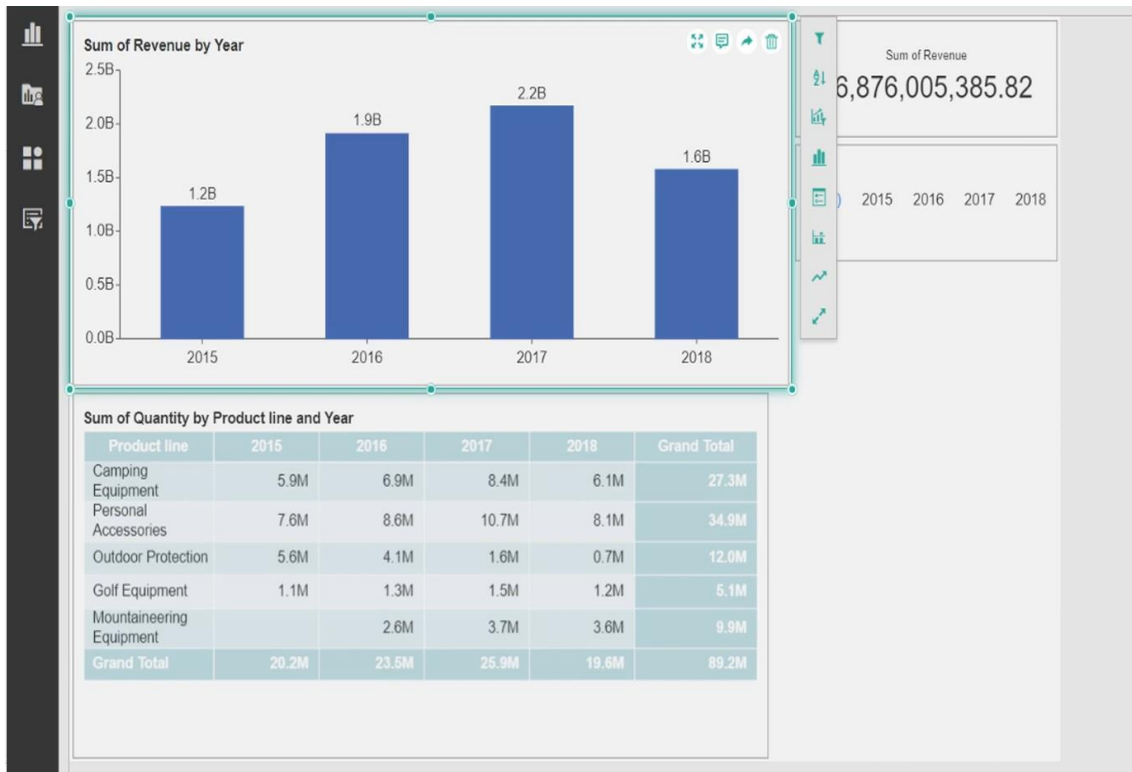 Sum of Revenue by Year
2.5B
2.0B
1.5B
1.0B
0.5B
0.0B
1.2B
1.9B
2.2B
1.6B
2015 2016 2017 2018
Sum of Revenue
6,876,005,385.82
) 2015 2016 2017 2018
Sum of Quantity by Product line and Year
Product line 2015 2016 2017 2018 Grand Total
Camping
Equipment 5.9M 6.9M 8.4M 6.1M 27.3M
Personal
Accessories 7.6M 8.6M 10.7M 8.1M 34.9M
Outdoor Protection 5.6M 4.1M 1.6M 0.7M 12.0M
Golf Equipment 1.1M 1.3M 1.5M 1.2M 5.1M
Mountaineering
Equipment 2.6M 3.7M 3.6M 9.9M
Grand Total 20.2M 23.5M 25.9M 19.6M 89.2M